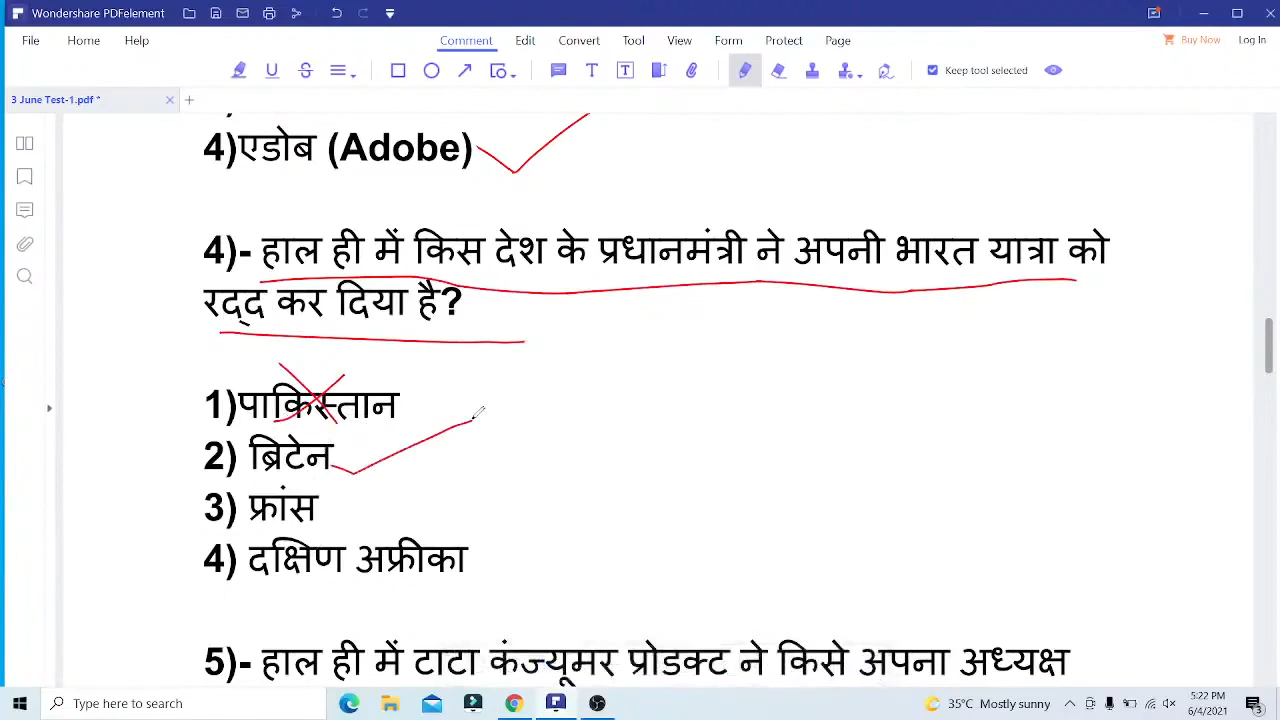 Wondershare PDFelement
File Home Help Comment Edit Convert Tool View Form Protect Page Buy Now Log In
Keep tool selected
3 June Test-1.pdf *
4)एडोब (Adobe)
4)- हाल ही में किस देश के प्रधानमंत्री ने अपनी भारत यात्रा को
रद्द कर दिया है?
1)पाकिस्तान
2) ब्रिटेन
3) फ्रांस
4) दक्षिण अफ्रीका
5)- हाल ही में टाटा कंज्यूमर प्रोडक्ट ने किसे अपना अध्यक्ष
Type here to search
35°C Mostly sunny
5:22 PM
6/4/2021
3